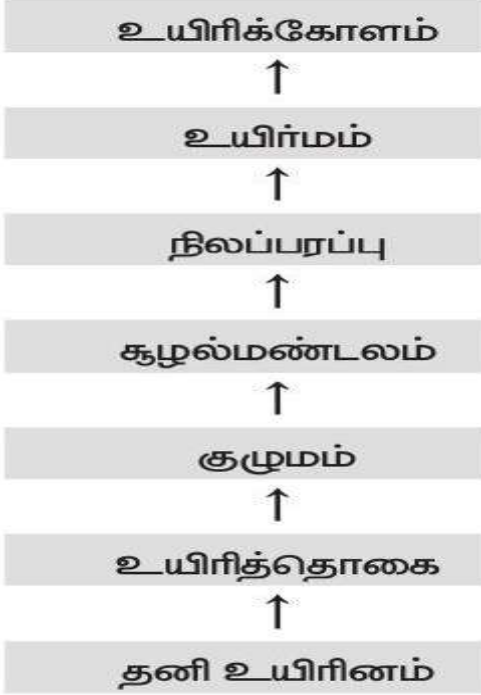 உயிரிக்கோளம்
↑
உயிர்மம்
↑
நிலப்பரப்பு
↑
சூழல்மண்டலம்
↑
குழுமம்
↑
உயிரித்தொகை
↑
தனி உயிரினம்